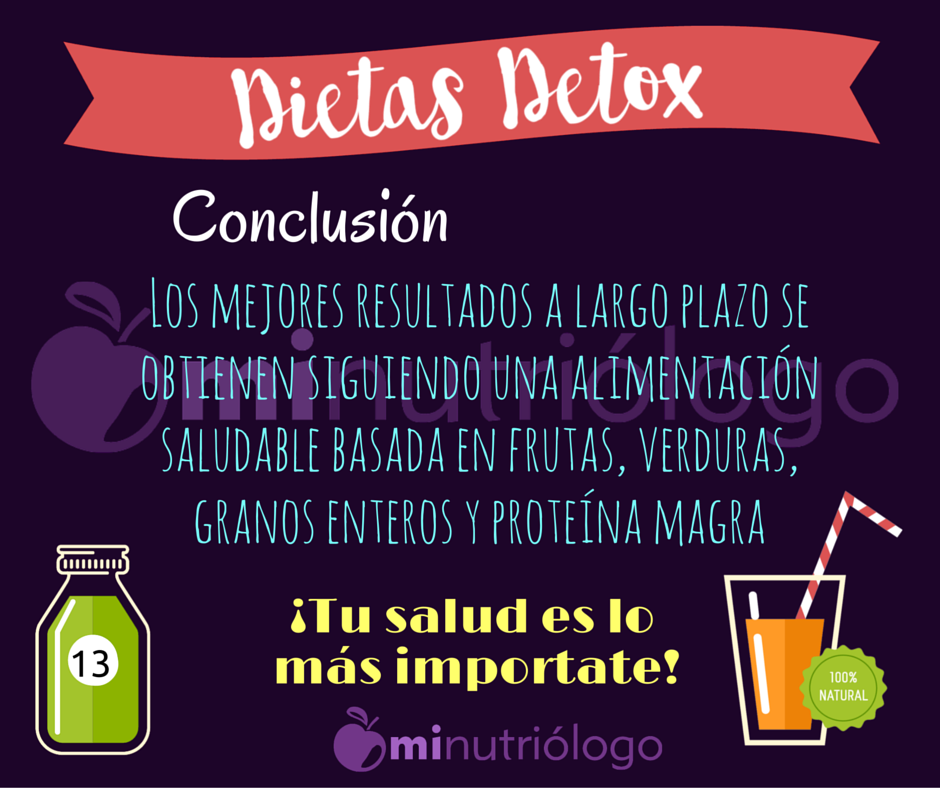 Dietas Detox
Conclusión
Los mejores resultados a largo plazo se
obtienen siguiendo una alimentación
saludable basada en frutas, verduras,
granos enteros y proteína magra
¡Tu salud es lo
más importate!
13
100%
NATURAL
minutriólogo
minutriólogo